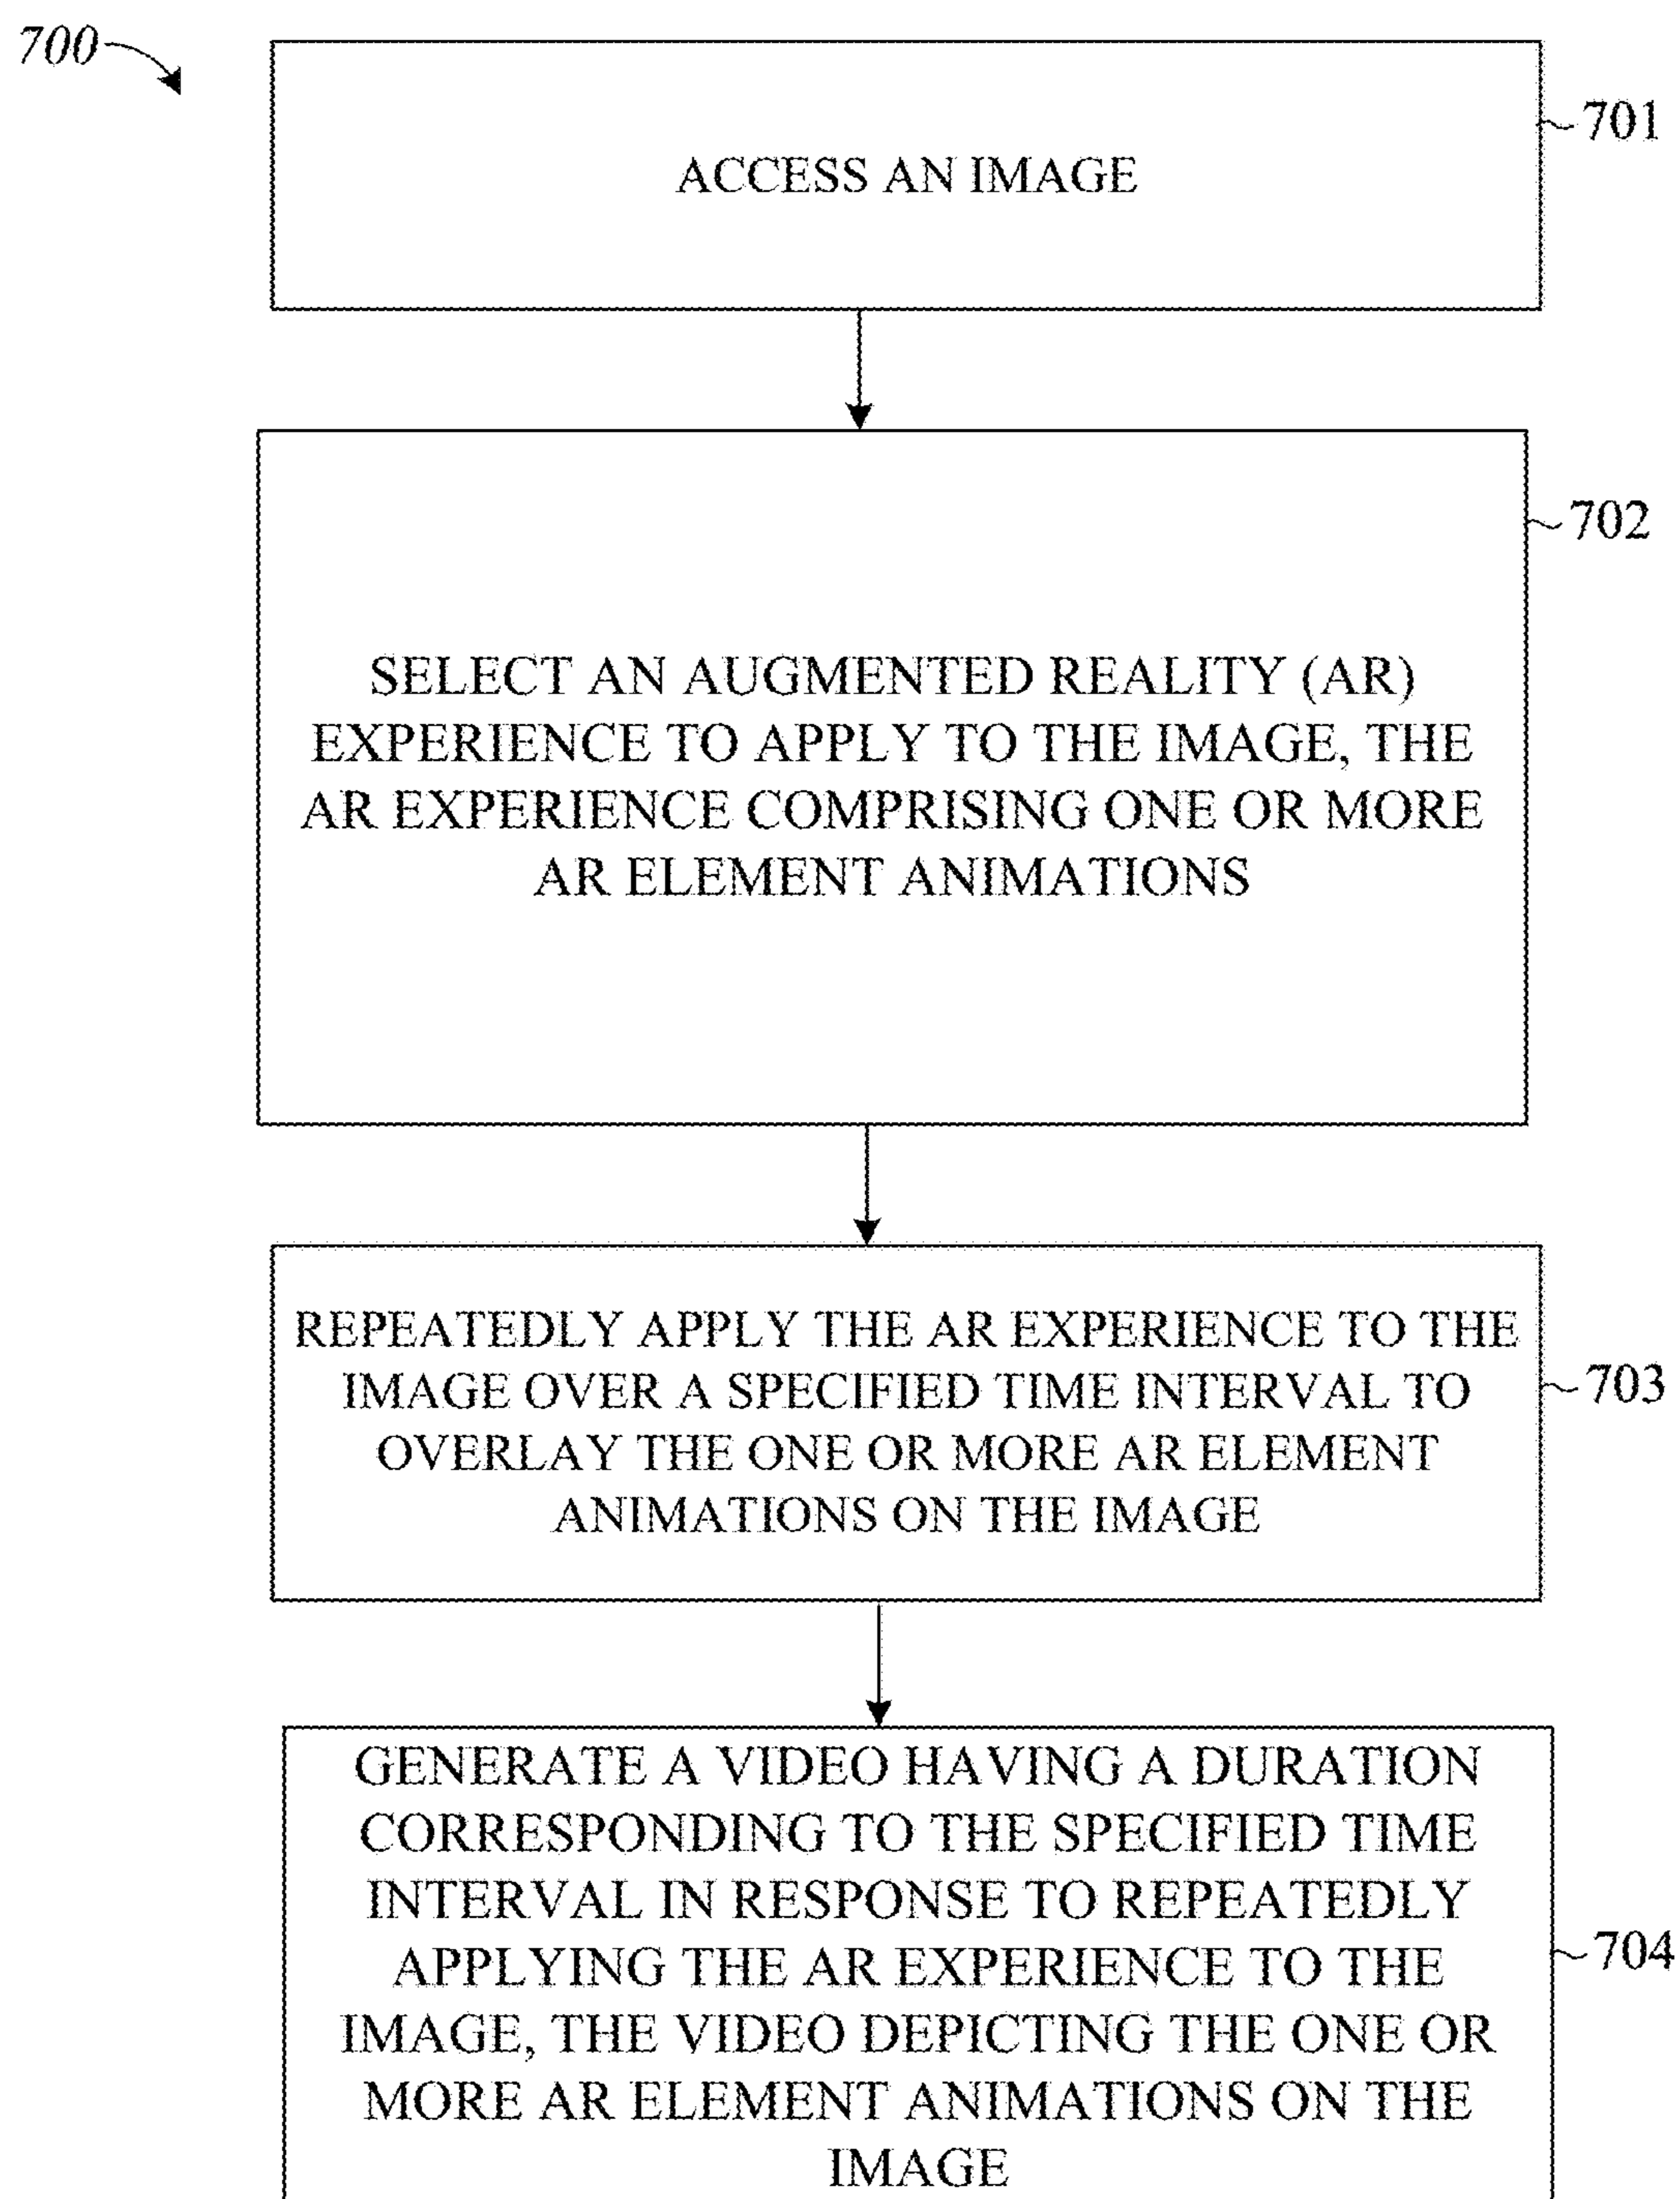 700
ACCESS AN IMAGE
701
SELECT AN AUGMENTED REALITY (AR)
EXPERIENCE TO APPLY TO THE IMAGE, THE
AR EXPERIENCE COMPRISING ONE OR MORE
AR ELEMENT ANIMATIONS
702
REPEATEDLY APPLY THE AR EXPERIENCE TO THE
IMAGE OVER A SPECIFIED TIME INTERVAL TO
OVERLAY THE ONE OR MORE AR ELEMENT
ANIMATIONS ON THE IMAGE
703
GENERATE A VIDEO HAVING A DURATION
CORRESPONDING TO THE SPECIFIED TIME
INTERVAL IN RESPONSE TO REPEATEDLY
APPLYING THE AR EXPERIENCE TO THE
IMAGE, THE VIDEO DEPICTING THE ONE OR
MORE AR ELEMENT ANIMATIONS ON THE
IMAGE
704